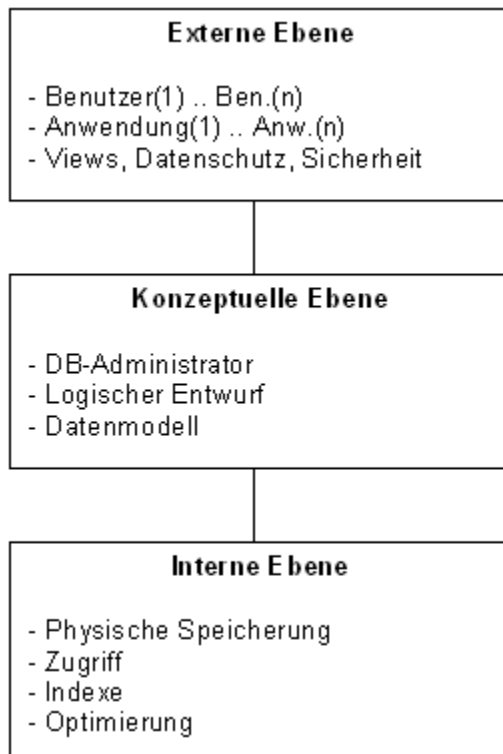 Externe Ebene
- Benutzer(1) .. Ben.(n)
- Anwendung(1) .. Anw.(n)
- Views, Datenschutz, Sicherheit
Konzeptuelle Ebene
- DB-Administrator
- Logischer Entwurf
- Datenmodell
Interne Ebene
- Physische Speicherung
- Zugriff
- Indexe
- Optimierung